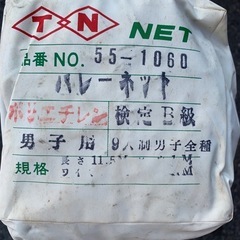 T N NET
品番 NO. 55-1060
バレーネット
ポリエチレン 検定B級
男子用 9人制男子全種
規格 長さ 11.5M